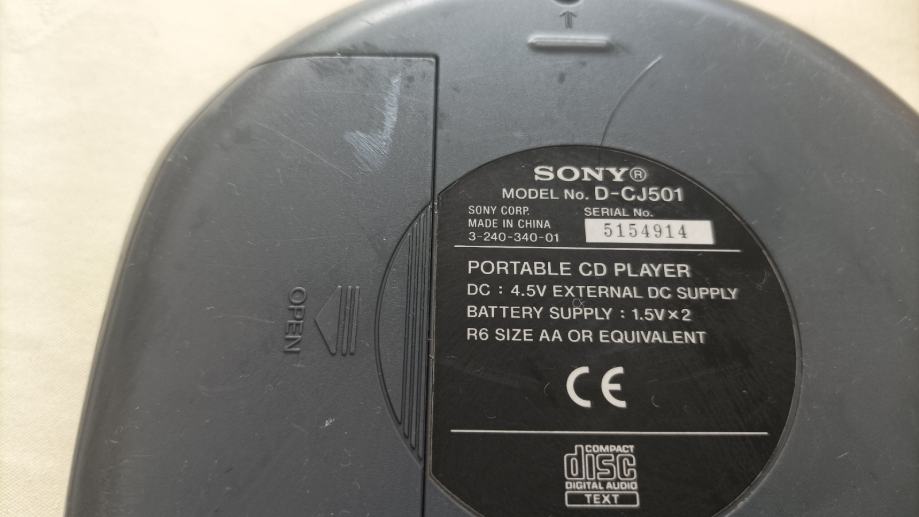 SONY®
MODEL No. D-CJ501
SONY CORP.
MADE IN CHINA
3-240-340-01
SERIAL No.
5154914
PORTABLE CD PLAYER
DC : 4.5V EXTERNAL DC SUPPLY
BATTERY SUPPLY : 1.5V×2
R6 SIZE AA OR EQUIVALENT
CE
COMPACT
disc
DIGITAL AUDIO
TEXT
OPEN